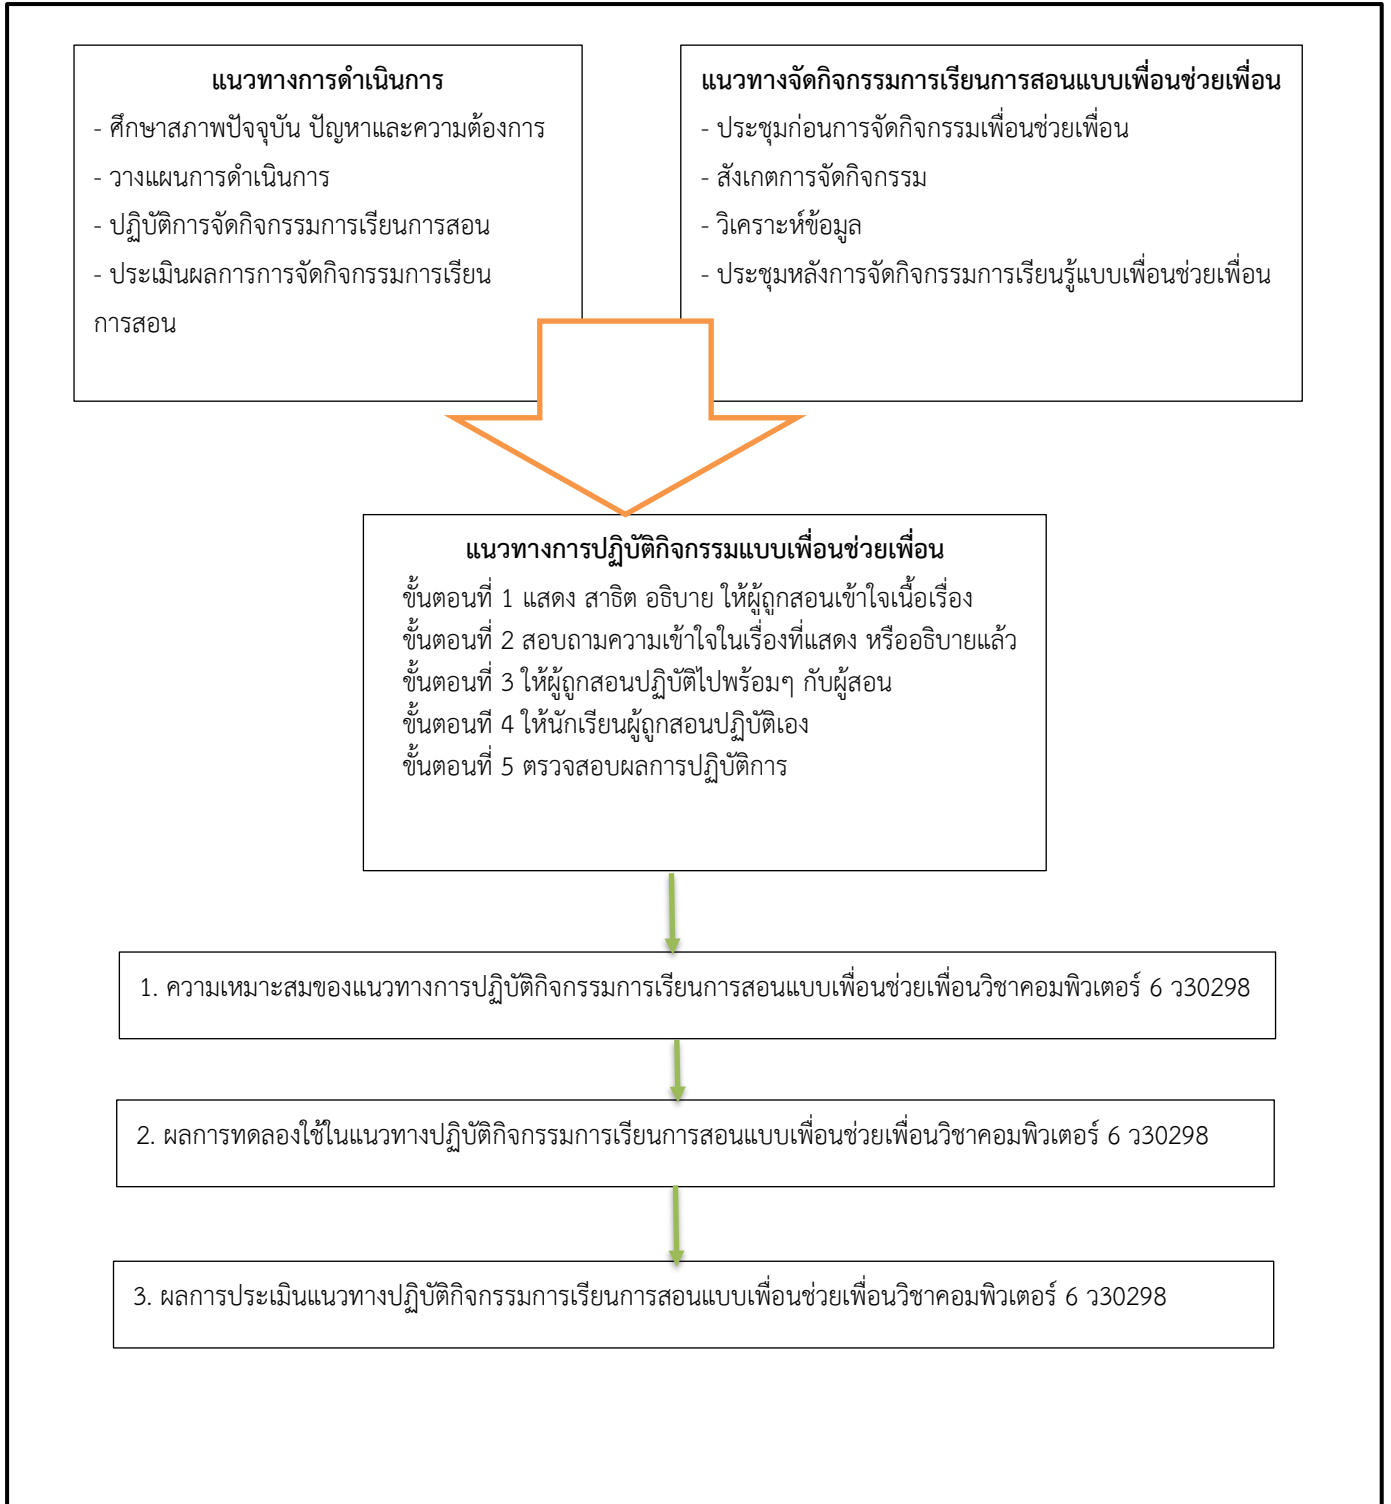 แนวทางการดำเนินการ
- ศึกษาสภาพปัจจุบัน ปัญหาและความต้องการ
- วางแผนการดำเนินการ
- ปฏิบัติการจัดกิจกรรมการเรียนการสอน
- ประเมินผลการการจัดกิจกรรมการเรียน
การสอน
แนวทางจัดกิจกรรมการเรียนการสอนแบบเพื่อนช่วยเพื่อน
- ประชุมก่อนการจัดกิจกรรมเพื่อนช่วยเพื่อน
- สังเกตการจัดกิจกรรม
- วิเคราะห์ข้อมูล
- ประชุมหลังการจัดกิจกรรมการเรียนรู้แบบเพื่อนช่วยเพื่อน
แนวทางการปฏิบัติกิจกรรมแบบเพื่อนช่วยเพื่อน
ขั้นตอนที่ 1 แสดง สาธิต อธิบาย ให้ผู้ถูกสอนเข้าใจเนื้อเรื่อง
ขั้นตอนที่ 2 สอบถามความเข้าใจในเรื่องที่แสดง หรืออธิบายแล้ว
ขั้นตอนที่ 3 ให้ผู้ถูกสอนปฏิบัติไปพร้อมๆ กับผู้สอน
ขั้นตอนที 4 ให้นักเรียนผู้ถูกสอนปฏิบัติเอง
ขั้นตอนที่ 5 ตรวจสอบผลการปฏิบัติการ
1. ความเหมาะสมของแนวทางการปฏิบัติกิจกรรมการเรียนการสอนแบบเพื่อนช่วยเพื่อนวิชาคอมพิวเตอร์ 6 ว30298
2. ผลการทดลองใช้ในแนวทางปฏิบัติกิจกรรมการเรียนการสอนแบบเพื่อนช่วยเพื่อนวิชาคอมพิวเตอร์ 6 ว30298
3. ผลการประเมินแนวทางปฏิบัติกิจกรรมการเรียนการสอนแบบเพื่อนช่วยเพื่อนวิชาคอมพิวเตอร์ 6 ว30298